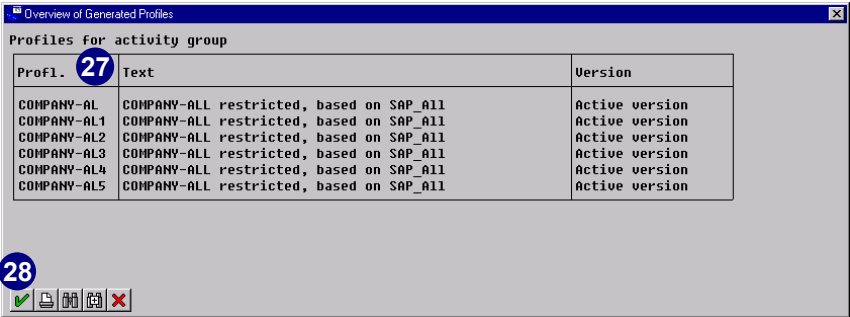 Overview of Generated Profiles
Profiles for activity group
Profl. 27 Text Version
COMPANY-AL COMPANY-ALL restricted, based on SAP_All Active version
COMPANY-AL1 COMPANY-ALL restricted, based on SAP_All Active version
COMPANY-AL2 COMPANY-ALL restricted, based on SAP_All Active version
COMPANY-AL3 COMPANY-ALL restricted, based on SAP_All Active version
COMPANY-AL4 COMPANY-ALL restricted, based on SAP_All Active version
COMPANY-AL5 COMPANY-ALL restricted, based on SAP_All Active version
28